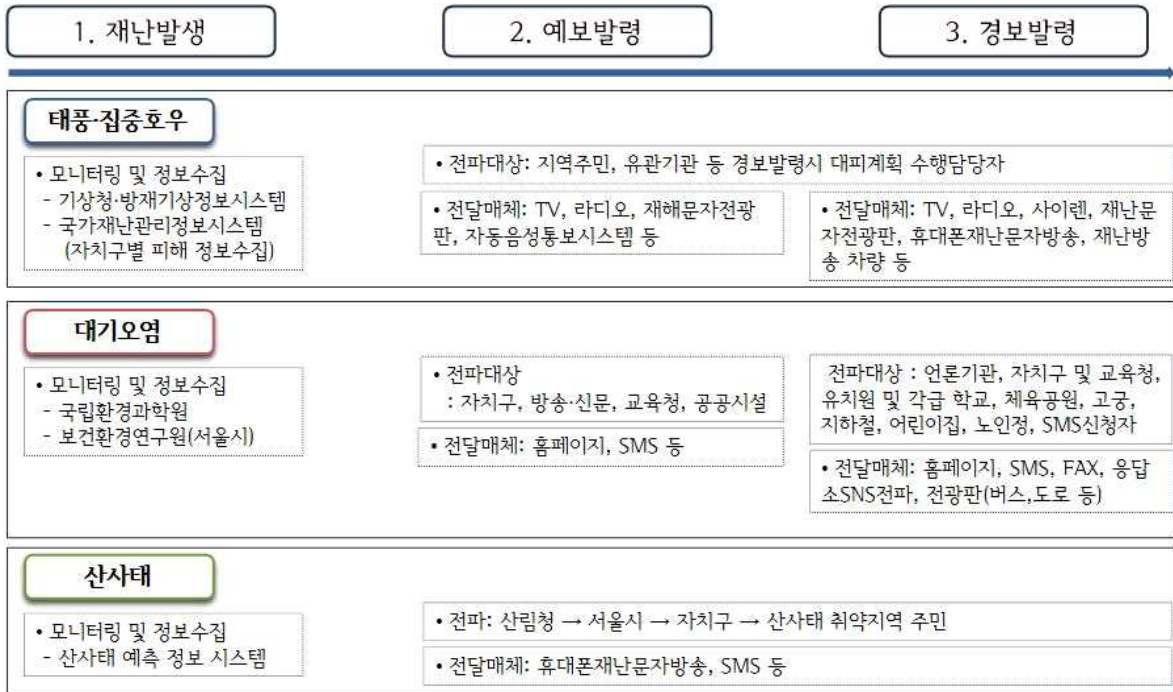 1. 재난발생
2. 예보발령
3. 경보발령
태풍·집중호우
• 모니터링 및 정보수집
- 기상청·방재기상정보시스템
- 국가재난관리정보시스템
(자치구별 피해 정보수집)
• 전파대상: 지역주민, 유관기관 등 경보발령시 대피계획 수행담당자
• 전달매체: TV, 라디오, 재해문자전광
판, 자동음성통보시스템 등
• 전달매체: TV, 라디오, 사이렌, 재난문
자전광판, 휴대폰재난문자방송, 재난방
송 차량 등
대기오염
• 모니터링 및 정보수집
- 국립환경과학원
- 보건환경연구원(서울시)
• 전파대상
: 자치구, 방송·신문, 교육청, 공공시설
• 전달매체: 홈페이지, SMS 등
전파대상 : 언론기관, 자치구 및 교육청,
유치원 및 각급 학교, 체육공원, 고궁,
지하철, 어린이집, 노인정, SMS신청자
• 전달매체: 홈페이지, SMS, FAX, 응답
소SNS전파, 전광판(버스,도로 등)
산사태
• 모니터링 및 정보수집
- 산사태 예측 정보 시스템
• 전파: 산림청 → 서울시 → 자치구 → 산사태 취약지역 주민
• 전달매체: 휴대폰재난문자방송, SMS 등